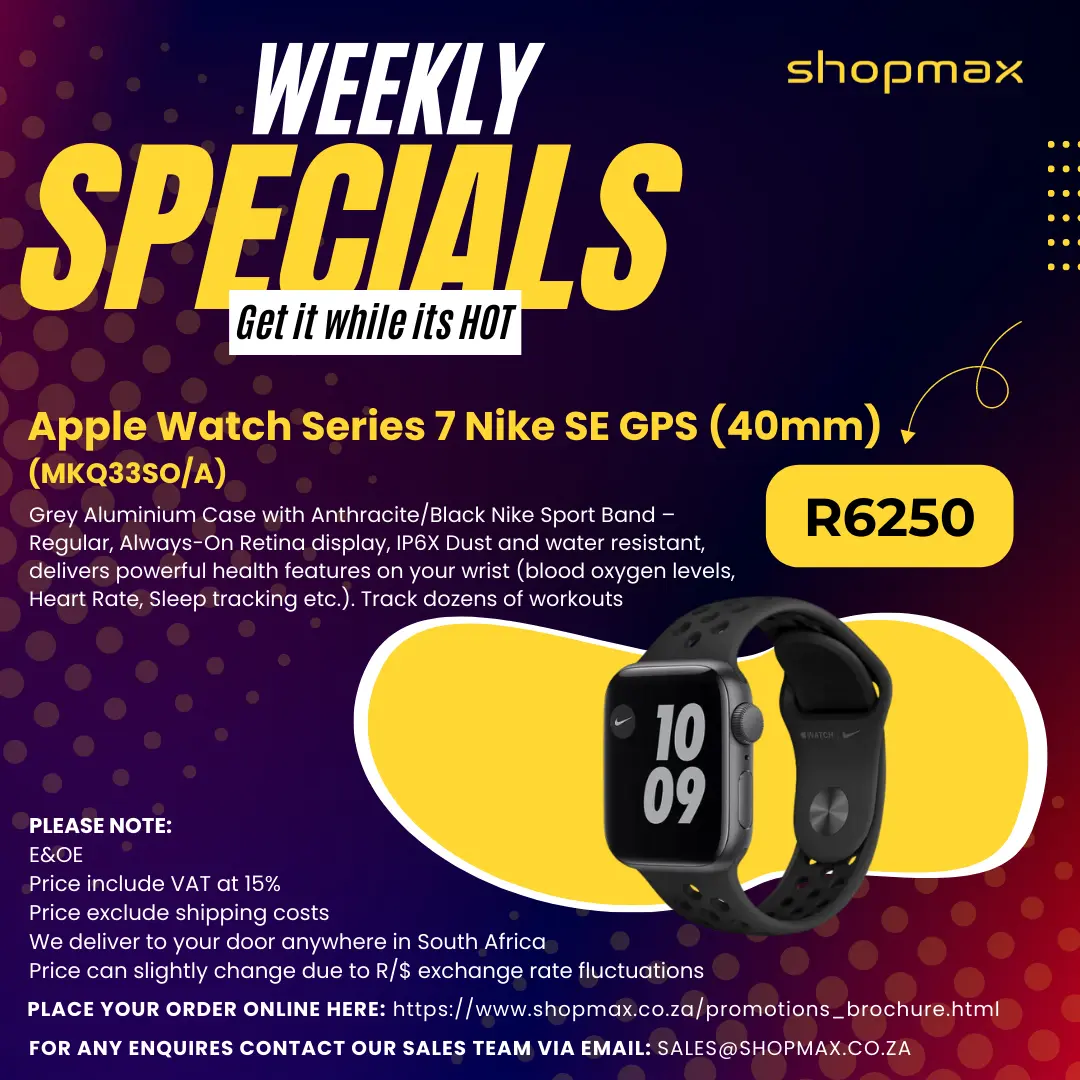 WEEKLY
shopmax
SPECIALS
Get it while its HOT
Apple Watch Series 7 Nike SE GPS (40mm)
(MKQ33SO/A)
R6250
Grey Aluminium Case with Anthracite/Black Nike Sport Band –
Regular, Always-On Retina display, IP6X Dust and water resistant,
delivers powerful health features on your wrist (blood oxygen levels,
Heart Rate, Sleep tracking etc.). Track dozens of workouts
10
09
WATCH
PLEASE NOTE:
E&OE
Price include VAT at 15%
Price exclude shipping costs
We deliver to your door anywhere in South Africa
Price can slightly change due to R/$ exchange rate fluctuations
PLACE YOUR ORDER ONLINE HERE: https://www.shopmax.co.za/promotions_brochure.html
FOR ANY ENQUIRES CONTACT OUR SALES TEAM VIA EMAIL: SALES@SHOPMAX.CO.ZA